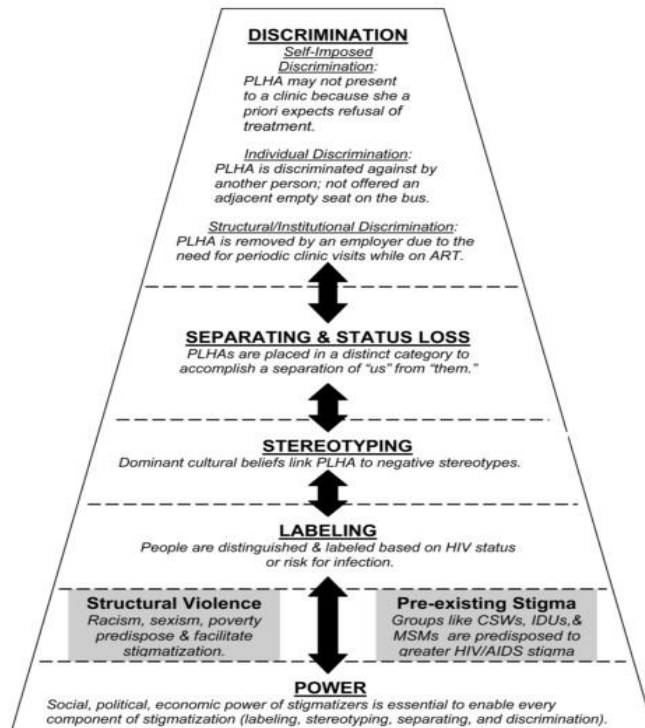 DISCRIMINATION
Self-Imposed
Discrimination:
PLHA may not present
to a clinic because she a
priori expects refusal of
treatment.
Individual Discrimination:
PLHA is discriminated against by
another person; not offered an
adjacent empty seat on the bus.
Structural/Institutional Discrimination:
PLHA is removed by an employer due to the
need for periodic clinic visits while on ART.
SEPARATING & STATUS LOSS
PLHAs are placed in a distinct category to
accomplish a separation of “us” from “them.”
STEREOTYPING
Dominant cultural beliefs link PLHA to negative stereotypes.
LABELING
People are distinguished & labeled based on HIV status
or risk for infection.
Structural Violence
Racism, sexism, poverty
predispose & facilitate
stigmatization.
Pre-existing Stigma
Groups like CSWs, IDUs,&
MSMs are predisposed to
greater HIV/AIDS stigma
POWER
Social, political, economic power of stigmatizers is essential to enable every
component of stigmatization (labeling, stereotyping, separating, and discrimination).